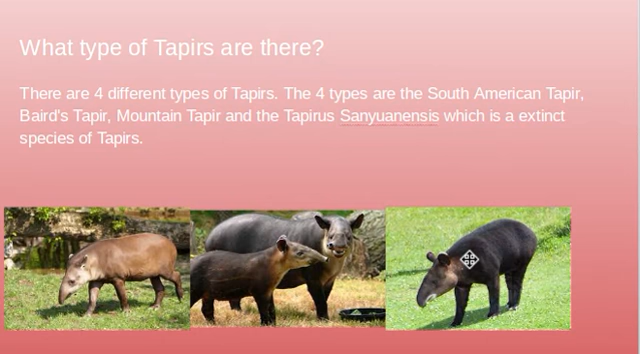 What type of Tapirs are there?
There are 4 different types of Tapirs. The 4 types are the South American Tapir,
Baird's Tapir, Mountain Tapir and the Tapirus Sanyuanensis which is a extinct
species of Tapirs.